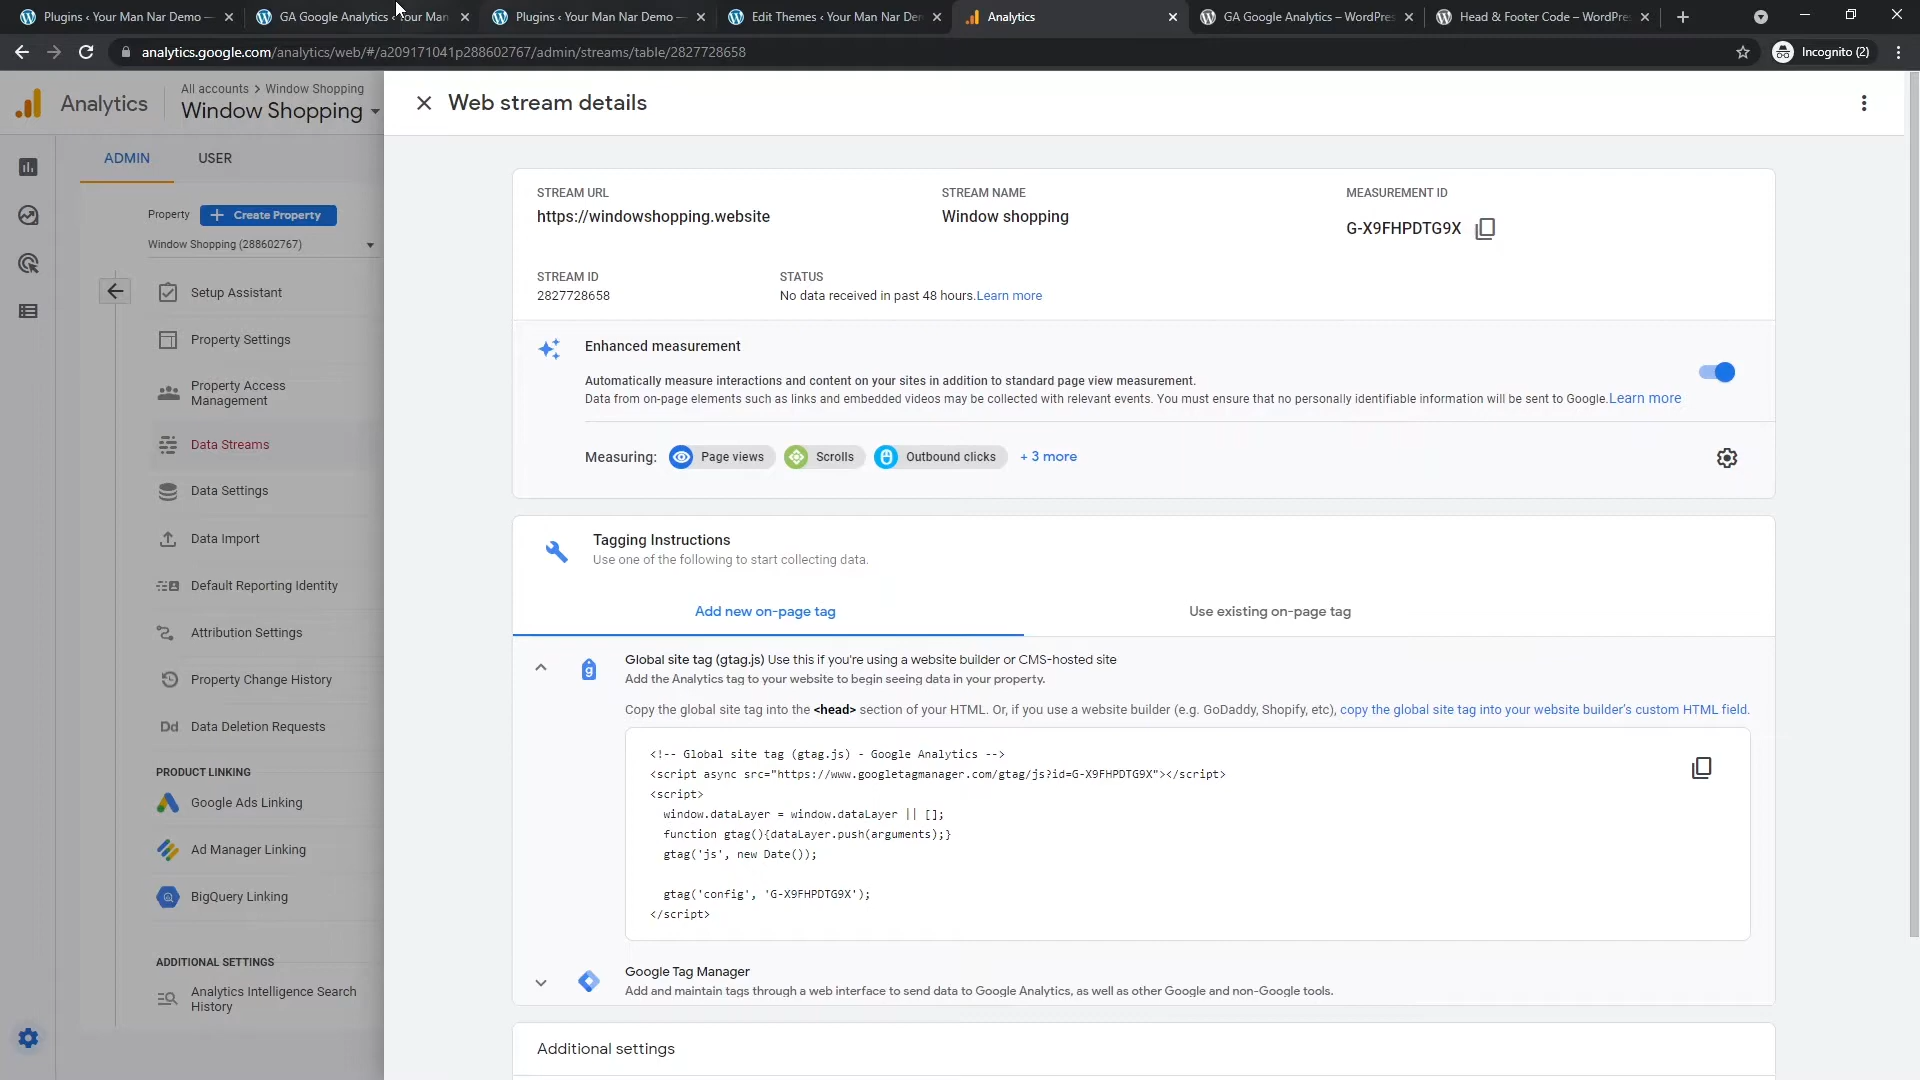 Plugins ‹ Your Man Nar Demo —
GA Google Analytics ‹ Your Man
Plugins ‹ Your Man Nar Demo —
Edit Themes ‹ Your Man Nar De
Analytics
GA Google Analytics – WordPres
Head & Footer Code – WordPre
analytics.google.com/analytics/web/#/a209171041p288602767/admin/streams/table/2827728658
Incognito (2)
Analytics
All accounts > Window Shopping
Window Shopping
Web stream details
ADMIN
USER
Property
Create Property
Window Shopping (288602767)
Setup Assistant
Property Settings
Property Access
Management
Data Streams
Data Settings
Data Import
Default Reporting Identity
Attribution Settings
Property Change History
Dd Data Deletion Requests
PRODUCT LINKING
Google Ads Linking
Ad Manager Linking
BigQuery Linking
ADDITIONAL SETTINGS
Analytics Intelligence Search
History
STREAM URL
https://windowshopping.website
STREAM NAME
Window shopping
MEASUREMENT ID
G-X9FHPDTG9X
STREAM ID
2827728658
STATUS
No data received in past 48 hours.Learn more
Enhanced measurement
Automatically measure interactions and content on your sites in addition to standard page view measurement.
Data from on-page elements such as links and embedded videos may be collected with relevant events. You must ensure that no personally identifiable information will be sent to Google.Learn more
Measuring: Page views Scrolls Outbound clicks + 3 more
Tagging Instructions
Use one of the following to start collecting data.
Add new on-page tag
Use existing on-page tag
g
Global site tag (gtag.js) Use this if you're using a website builder or CMS-hosted site
Add the Analytics tag to your website to begin seeing data in your property.
Copy the global site tag into the <head> section of your HTML. Or, if you use a website builder (e.g. GoDaddy, Shopify, etc), copy the global site tag into your website builder's custom HTML field.
<!-- Global site tag (gtag.js) - Google Analytics -->
<script async src="https://www.googletagmanager.com/gtag/js?id=G-X9FHPDTG9X"></script>
<script>
window.dataLayer = window.dataLayer || [];
function gtag(){dataLayer.push(arguments);}
gtag('js', new Date());
gtag('config', 'G-X9FHPDTG9X');
</script>
Google Tag Manager
Add and maintain tags through a web interface to send data to Google Analytics, as well as other Google and non-Google tools.
Additional settings